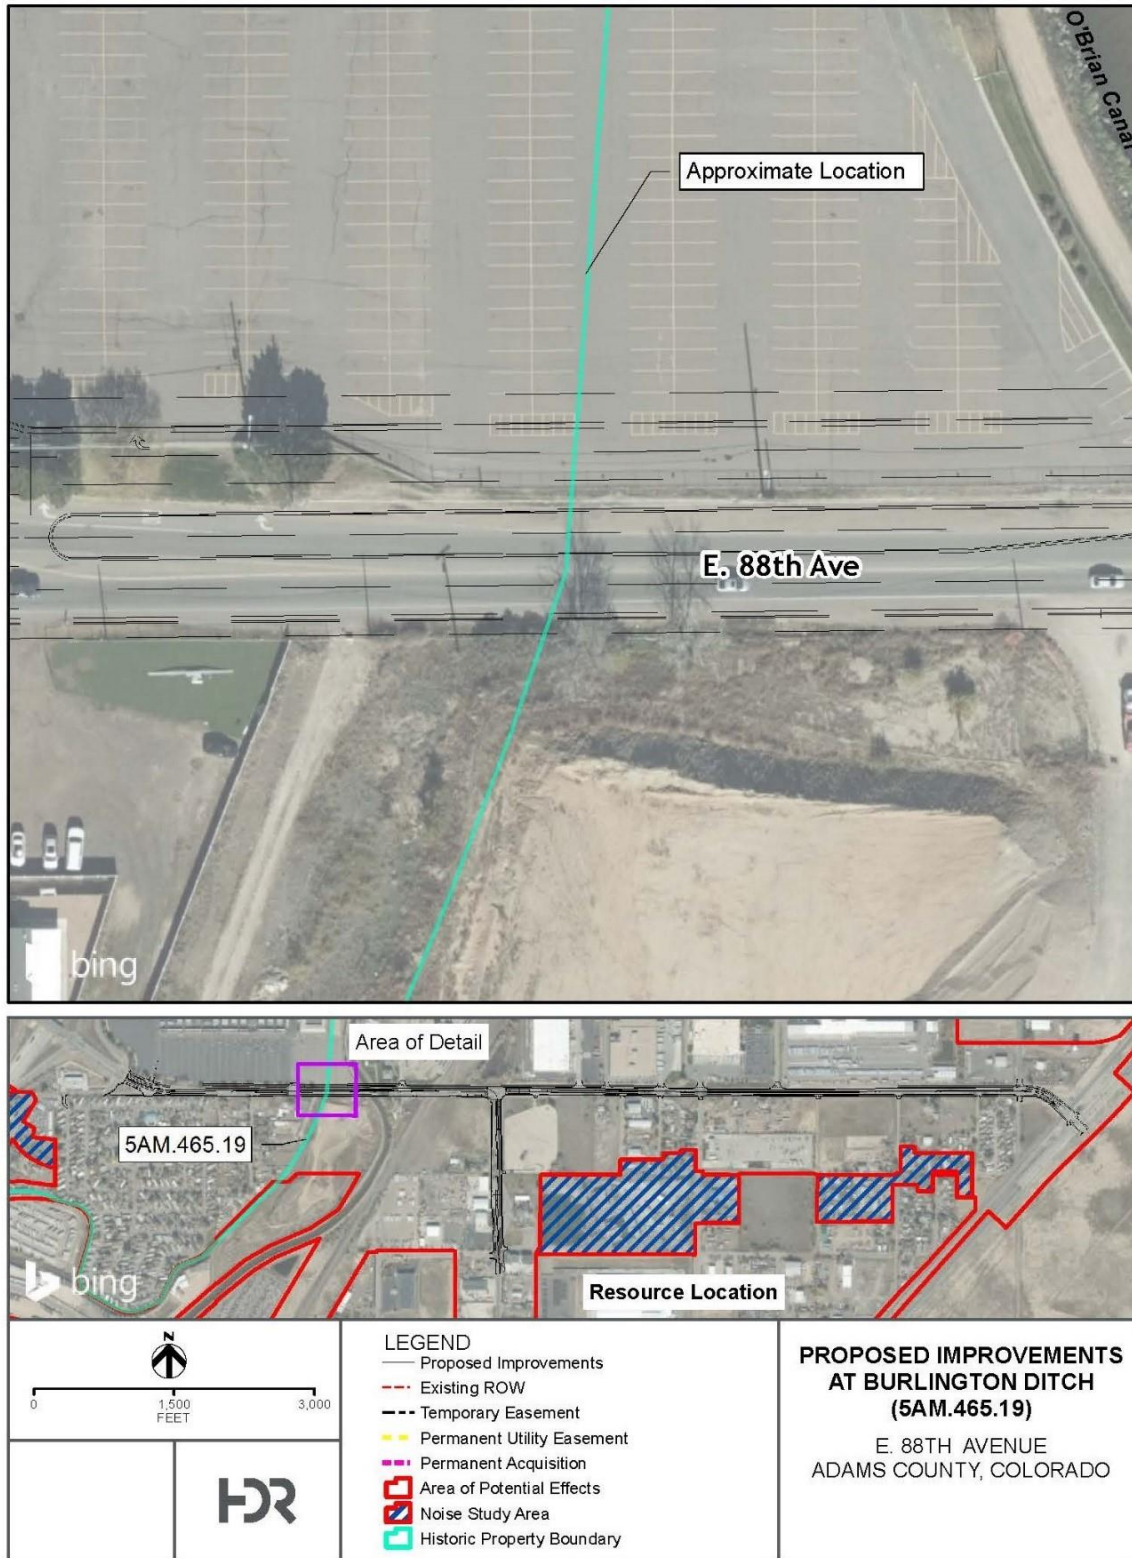 O'Brian Canal
Approximate Location
E. 88th Ave
bing
Area of Detail
5AM.465.19
bing
Resource Location
N
0
1,500
3,000
FEET
HDR
LEGEND
Proposed Improvements
Existing ROW
Temporary Easement
Permanent Utility Easement
Permanent Acquisition
Area of Potential Effects
Noise Study Area
Historic Property Boundary
PROPOSED IMPROVEMENTS
AT BURLINGTON DITCH
(5AM.465.19)
E. 88TH AVENUE
ADAMS COUNTY, COLORADO